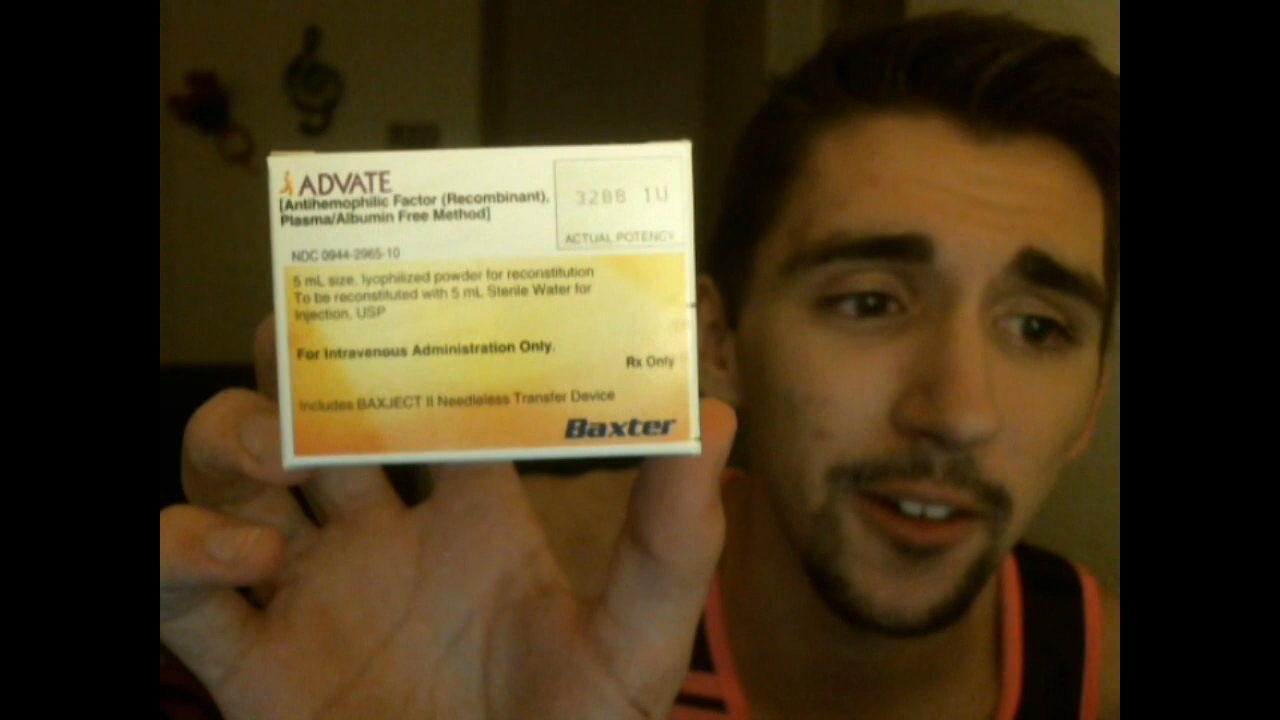 ADVATE
[Antihemophilic Factor (Recombinant),
Plasma/Albumin Free Method]
3288 IU
ACTUAL POTENCY
NDC 0944-2965-10
5 mL size, lyophilized powder for reconstitution
To be reconstituted with 5 mL Sterile Water for
Injection, USP
For Intravenous Administration Only.
Rx Only
Includes BAXJECT II Needleless Transfer Device
Baxter